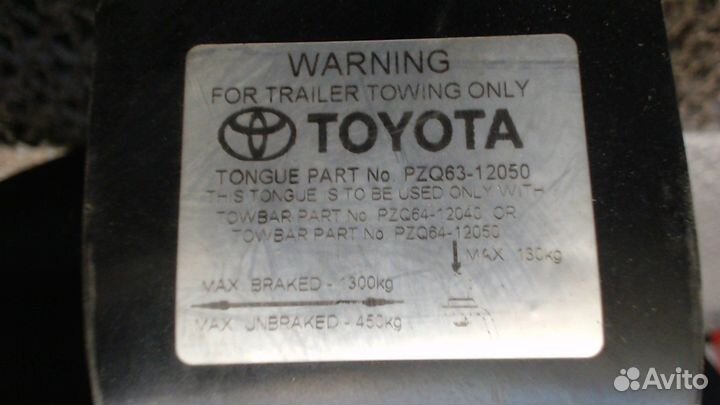 WARNING
FOR TRAILER TOWING ONLY
TOYOTA
TONGUE PART No. PZQ63-12050
THIS TONGUE IS TO BE USED ONLY WITH
TOWBAR PART No. PZQ64-12040 OR
TOWBAR PART No. PZQ64-12050
MAX 130kg
MAX BRAKED - 1300kg
MAX UNBRAKED - 450kg
Avito